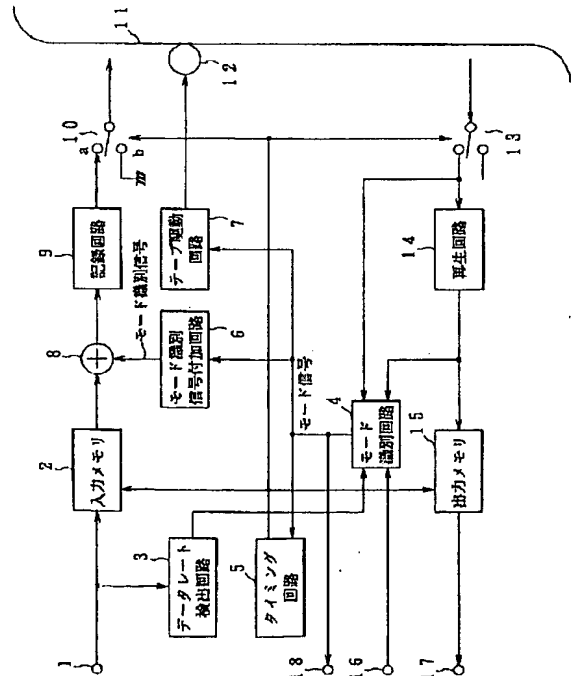 1
2
入力メモリ
8
9
記録回路
10
a
b
11
12
モード識別信号
3
データレート
検出回路
6
モード識別
信号付加回路
7
テープ駆動
回路
5
タイミング
回路
モード信号
4
モード
識別回路
18
16
17
15
出力メモリ
14
再生回路
13